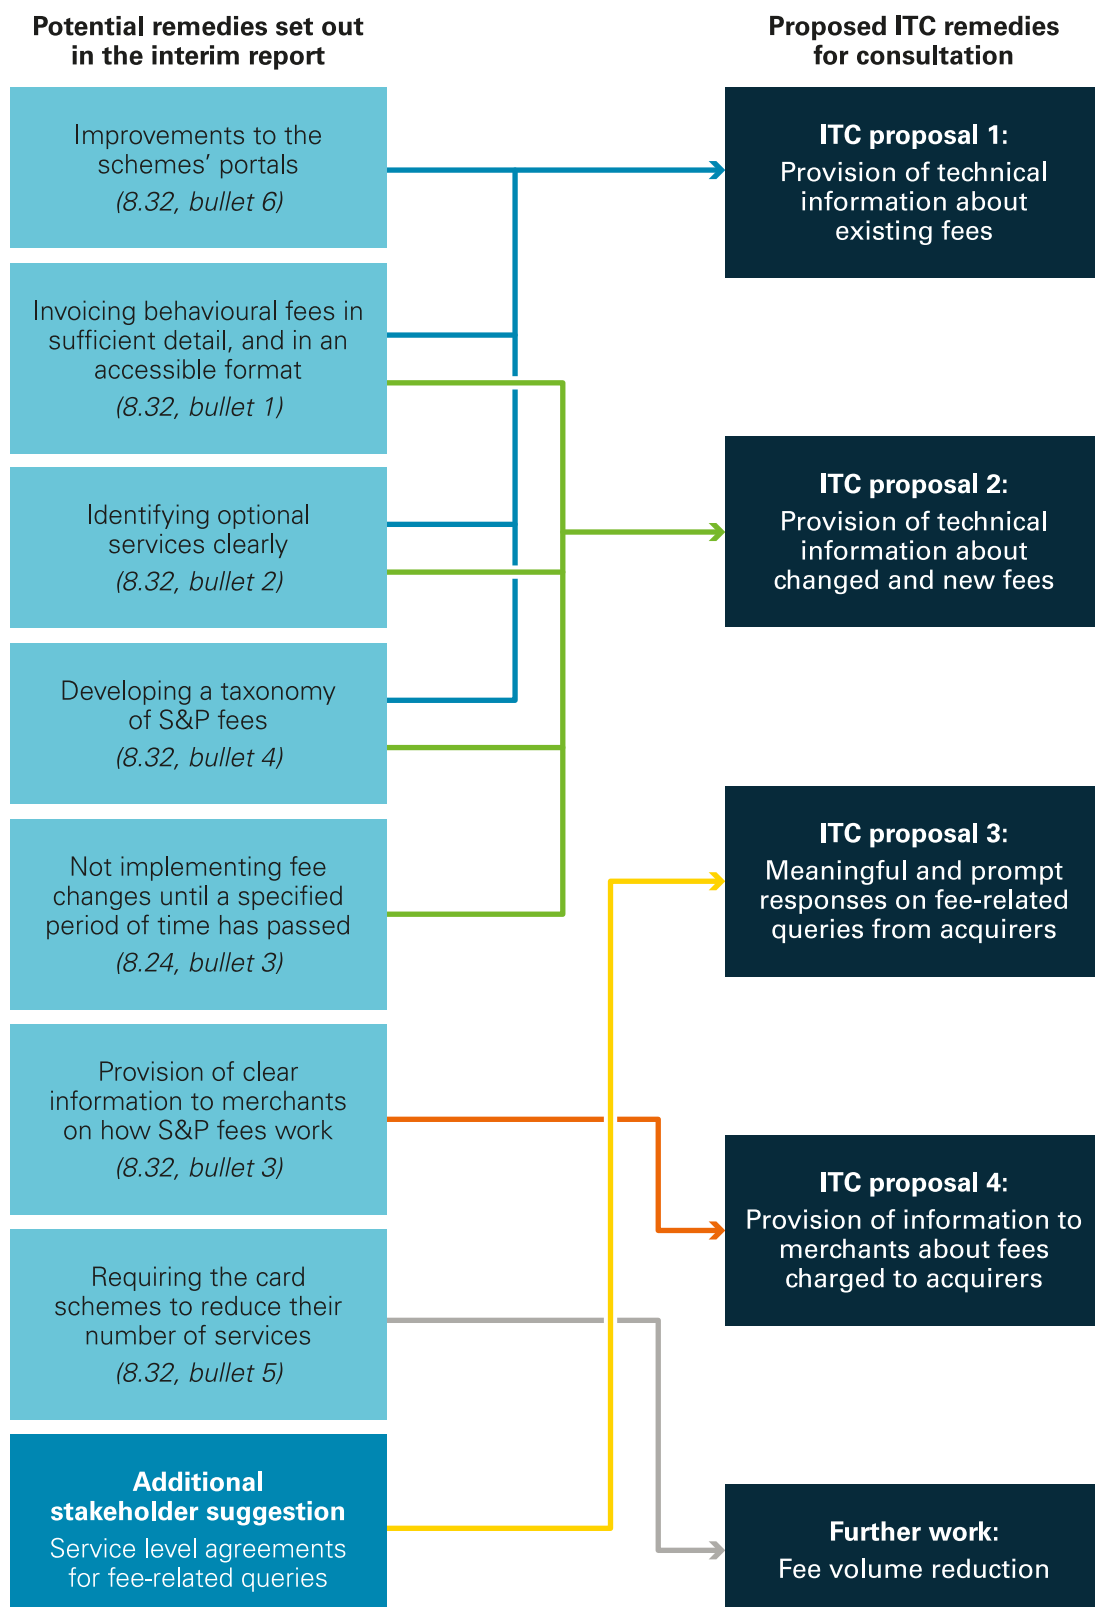 Potential remedies set out
in the interim report
Improvements to the
schemes’ portals
(8.32, bullet 6)
Invoicing behavioural fees in
sufficient detail, and in an
accessible format
(8.32, bullet 1)
Identifying optional
services clearly
(8.32, bullet 2)
Developing a taxonomy
of S&P fees
(8.32, bullet 4)
Not implementing fee
changes until a specified
period of time has passed
(8.24, bullet 3)
Provision of clear
information to merchants
on how S&P fees work
(8.32, bullet 3)
Requiring the card
schemes to reduce their
number of services
(8.32, bullet 5)
Additional
stakeholder suggestion
Service level agreements
for fee-related queries
Proposed ITC remedies
for consultation
ITC proposal 1:
Provision of technical
information about
existing fees
ITC proposal 2:
Provision of technical
information about
changed and new fees
ITC proposal 3:
Meaningful and prompt
responses on fee-related
queries from acquirers
ITC proposal 4:
Provision of information to
merchants about fees
charged to acquirers
Further work:
Fee volume reduction